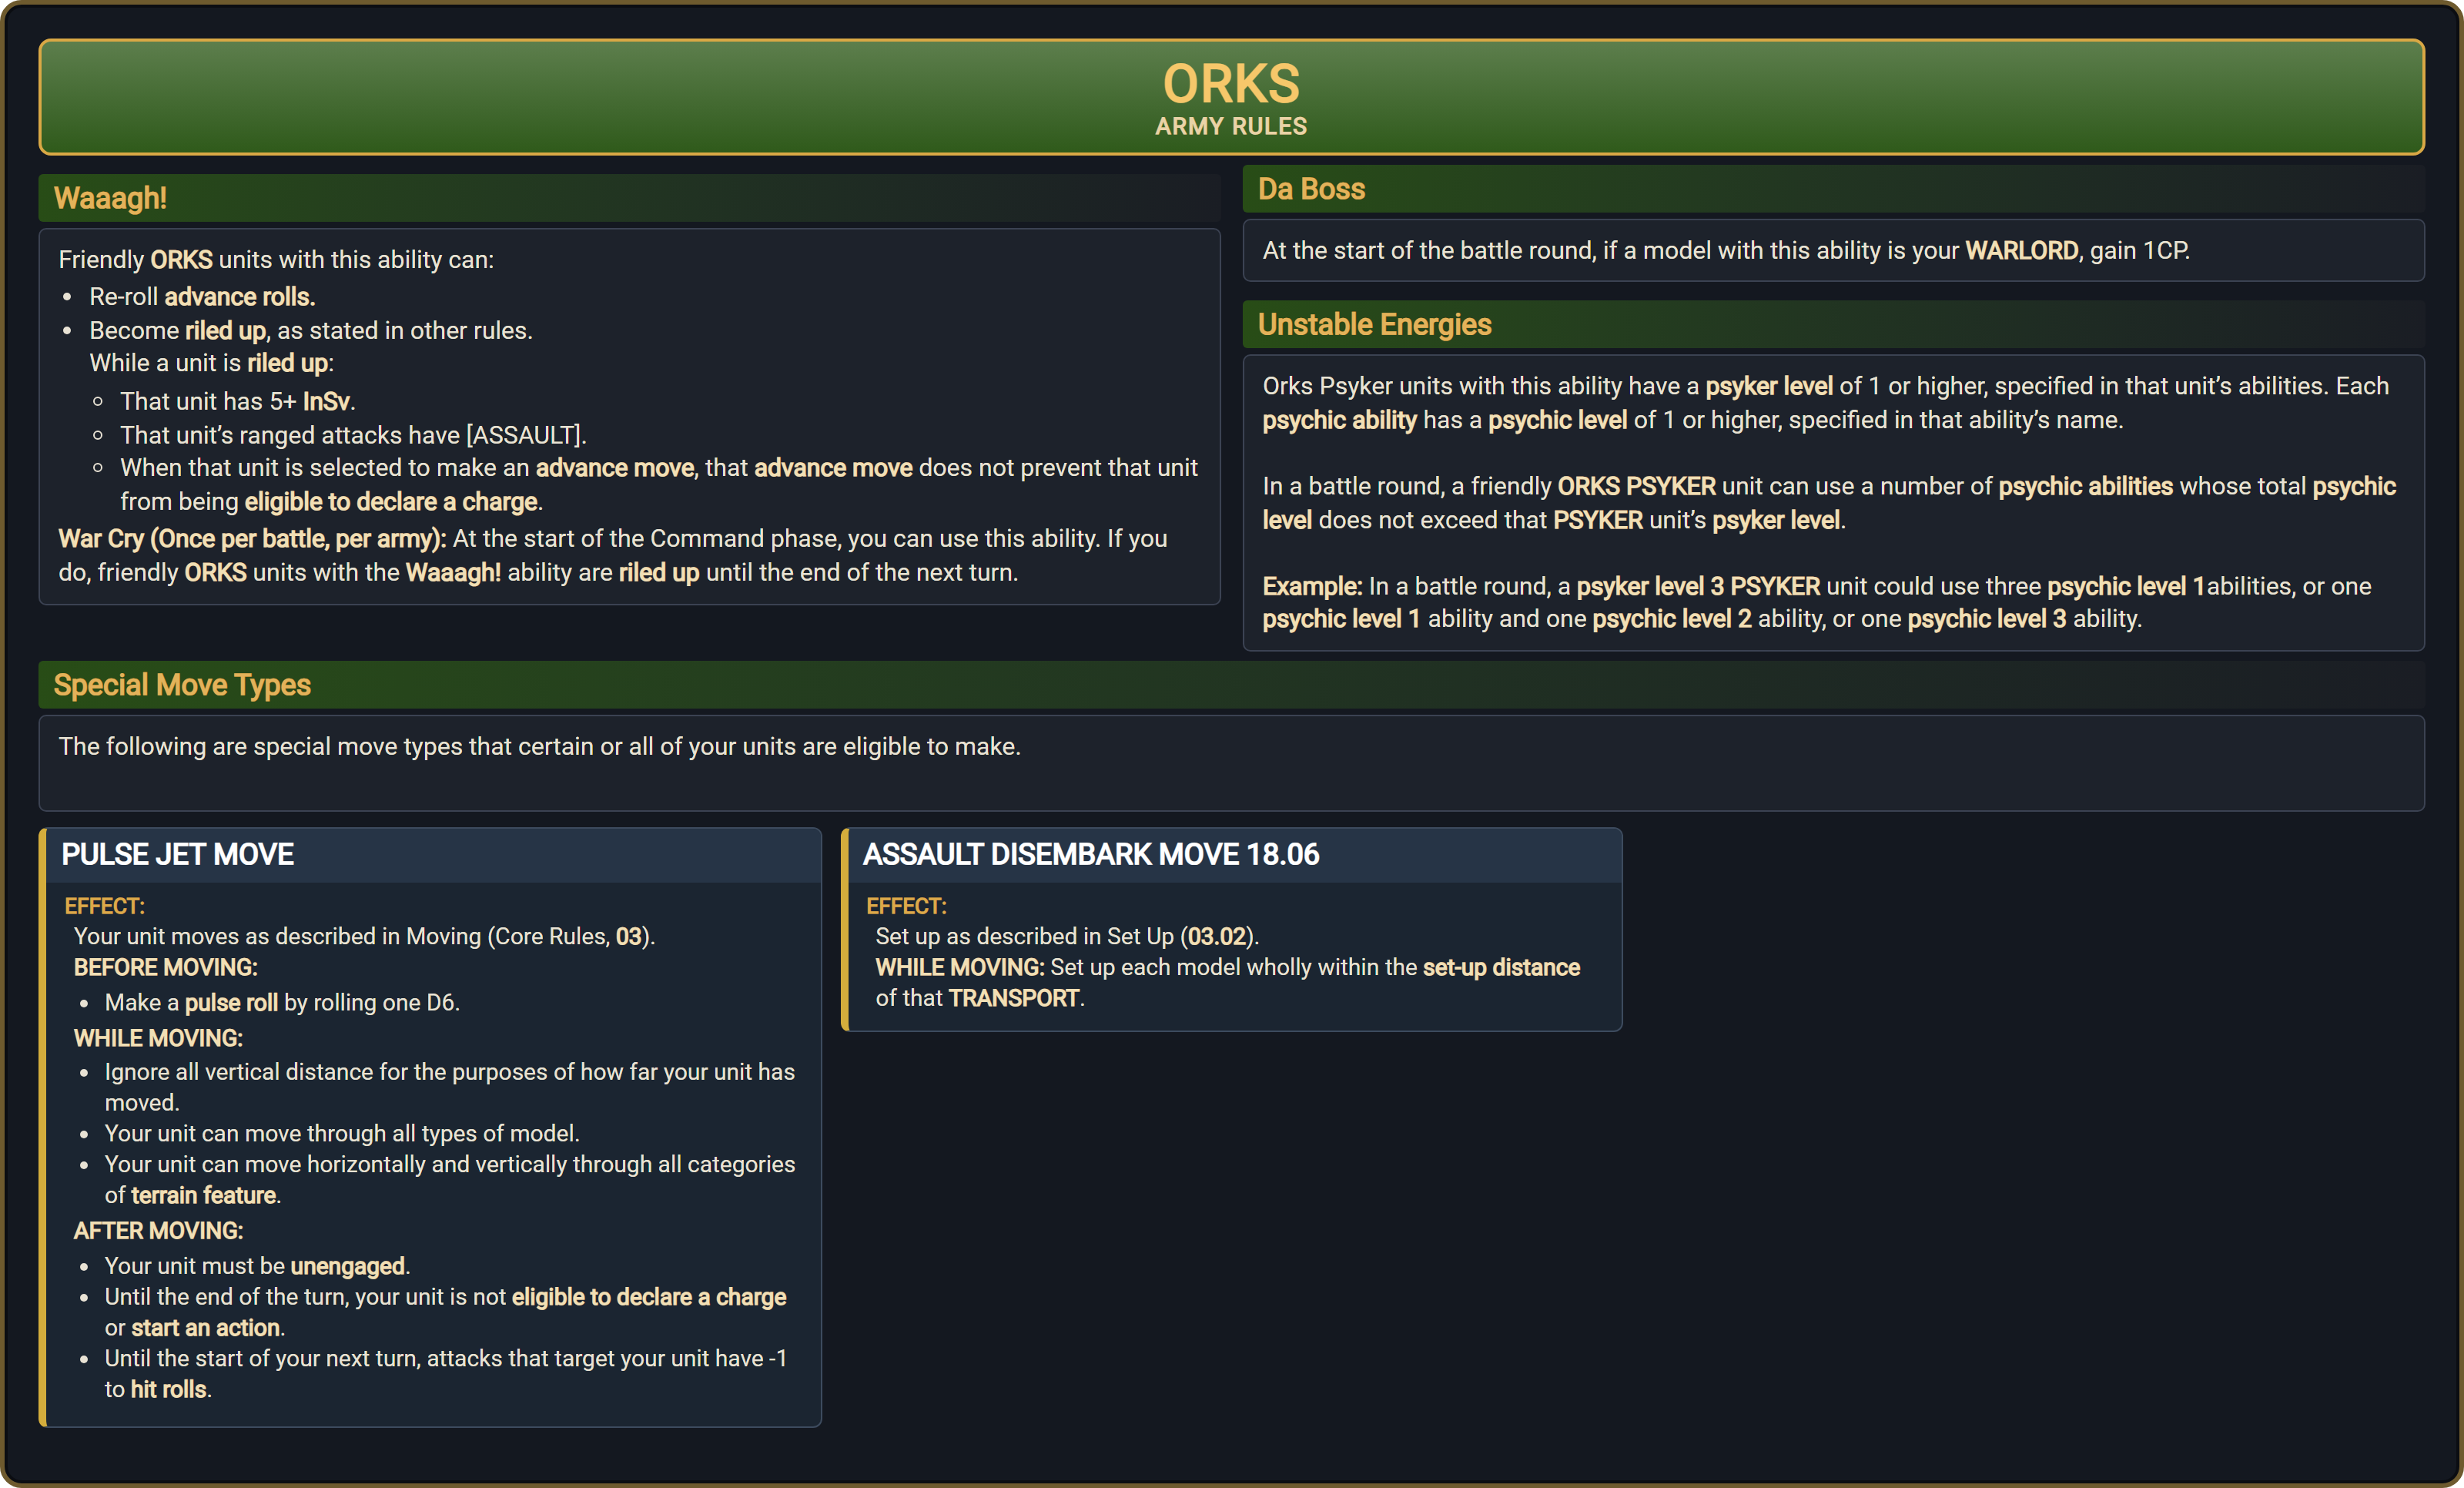 ORKS
ARMY RULES
Waaagh!
Friendly ORKS units with this ability can:
• Re-roll advance rolls.
• Become riled up, as stated in other rules.
While a unit is riled up:
○ That unit has 5+ InSv.
○ That unit’s ranged attacks have [ASSAULT].
○ When that unit is selected to make an advance move, that advance move does not prevent that unit
from being eligible to declare a charge.
War Cry (Once per battle, per army): At the start of the Command phase, you can use this ability. If you
do, friendly ORKS units with the Waaagh! ability are riled up until the end of the next turn.
Da Boss
At the start of the battle round, if a model with this ability is your WARLORD, gain 1CP.
Unstable Energies
Orks Psyker units with this ability have a psyker level of 1 or higher, specified in that unit’s abilities. Each
psychic ability has a psychic level of 1 or higher, specified in that ability’s name.
In a battle round, a friendly ORKS PSYKER unit can use a number of psychic abilities whose total psychic
level does not exceed that PSYKER unit’s psyker level.
Example: In a battle round, a psyker level 3 PSYKER unit could use three psychic level 1abilities, or one
psychic level 1 ability and one psychic level 2 ability, or one psychic level 3 ability.
Special Move Types
The following are special move types that certain or all of your units are eligible to make.
PULSE JET MOVE
EFFECT:
Your unit moves as described in Moving (Core Rules, 03).
BEFORE MOVING:
• Make a pulse roll by rolling one D6.
WHILE MOVING:
• Ignore all vertical distance for the purposes of how far your unit has
moved.
• Your unit can move through all types of model.
• Your unit can move horizontally and vertically through all categories
of terrain feature.
AFTER MOVING:
• Your unit must be unengaged.
• Until the end of the turn, your unit is not eligible to declare a charge
or start an action.
• Until the start of your next turn, attacks that target your unit have -1
to hit rolls.
ASSAULT DISEMBARK MOVE 18.06
EFFECT:
Set up as described in Set Up (03.02).
WHILE MOVING: Set up each model wholly within the set-up distance
of that TRANSPORT.